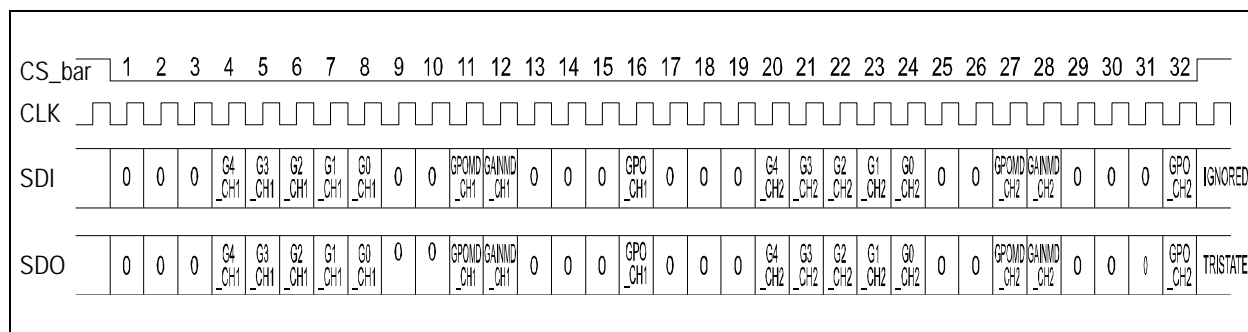 CS_bar 1 2 3 4 5 6 7 8 9 10 11 12 13 14 15 16 17 18 19 20 21 22 23 24 25 26 27 28 29 30 31 32
CLK
SDI 0 0 0 G4_CH1 G3_CH1 G2_CH1 G1_CH1 G0_CH1 0 0 GPOMD_CH1 GAINMD_CH1 0 0 0 GPO_CH1 0 0 0 G4_CH2 G3_CH2 G2_CH2 G1_CH2 G0_CH2 0 0 GPOMD_CH2 GAINMD_CH2 0 0 0 GPO_CH2 IGNORED
SDO 0 0 0 G4_CH1 G3_CH1 G2_CH1 G1_CH1 G0_CH1 0 0 GPOMD_CH1 GAINMD_CH1 0 0 0 GPO_CH1 0 0 0 G4_CH2 G3_CH2 G2_CH2 G1_CH2 G0_CH2 0 0 GPOMD_CH2 GAINMD_CH2 0 0 0 GPO_CH2 TRISTATE